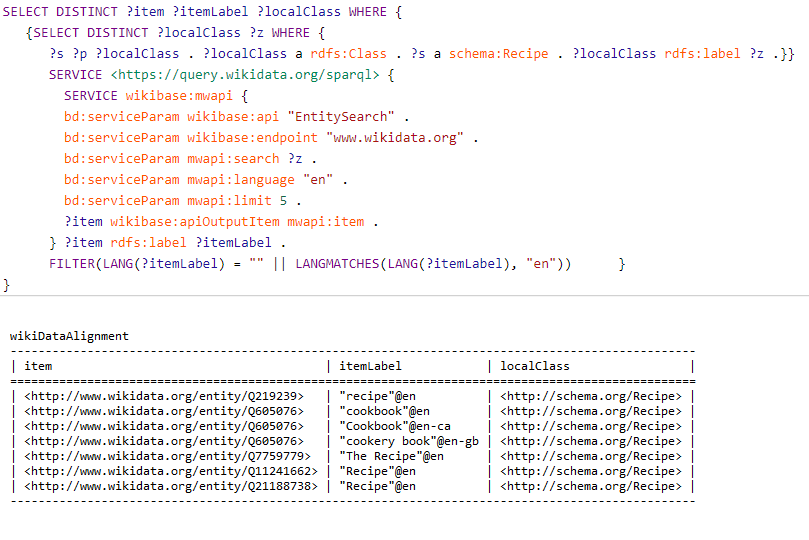 SELECT DISTINCT ?item ?itemLabel ?localClass WHERE {
{SELECT DISTINCT ?localClass ?z WHERE {
?s ?p ?localClass . ?localClass a rdfs:Class . ?s a schema:Recipe . ?localClass rdfs:label ?z .}}
SERVICE <https://query.wikidata.org/sparql> {
SERVICE wikibase:mwapi {
bd:serviceParam wikibase:api "EntitySearch" .
bd:serviceParam wikibase:endpoint "www.wikidata.org" .
bd:serviceParam mwapi:search ?z .
bd:serviceParam mwapi:language "en" .
bd:serviceParam mwapi:limit 5 .
?item wikibase:apiOutputItem mwapi:item .
} ?item rdfs:label ?itemLabel .
FILTER(LANG(?itemLabel) = "" || LANGMATCHES(LANG(?itemLabel), "en")) }
}
wikiDataAlignment
--------------------------------------------------------------------------------------------------
| item | itemLabel | localClass |
==================================================================================================
| <http://www.wikidata.org/entity/Q219239> | "recipe"@en | <http://schema.org/Recipe> |
| <http://www.wikidata.org/entity/Q605076> | "cookbook"@en | <http://schema.org/Recipe> |
| <http://www.wikidata.org/entity/Q605076> | "Cookbook"@en-ca | <http://schema.org/Recipe> |
| <http://www.wikidata.org/entity/Q605076> | "cookery book"@en-gb | <http://schema.org/Recipe> |
| <http://www.wikidata.org/entity/Q7759779> | "The Recipe"@en | <http://schema.org/Recipe> |
| <http://www.wikidata.org/entity/Q11241662> | "Recipe"@en | <http://schema.org/Recipe> |
| <http://www.wikidata.org/entity/Q21188738> | "Recipe"@en | <http://schema.org/Recipe> |
--------------------------------------------------------------------------------------------------